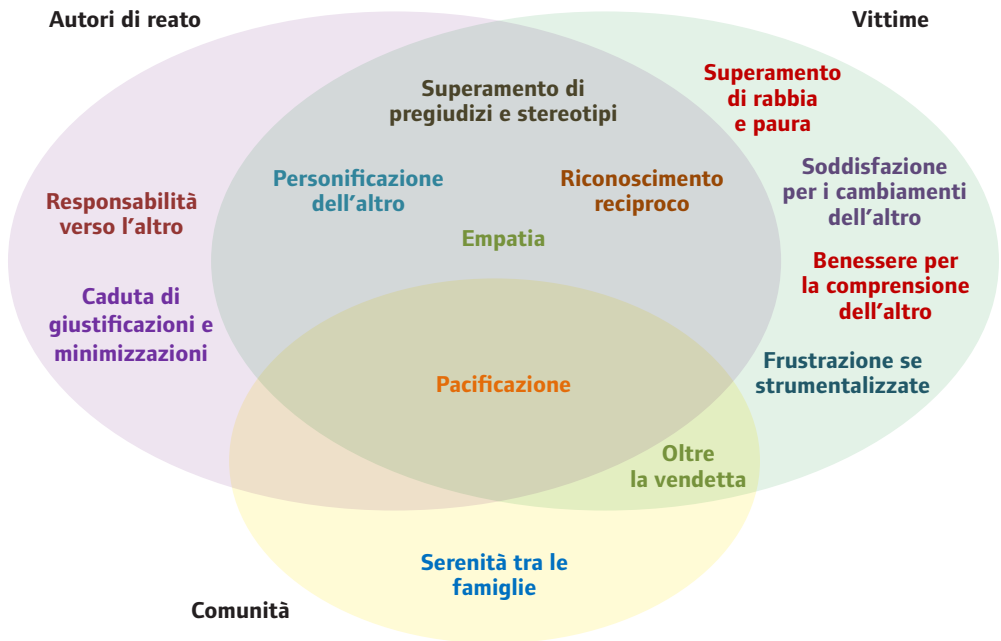 Autori di reato
Vittime
Superamento di
pregiudizi e stereotipi
Superamento
di rabbia
e paura
Personificazione
dell'altro
Riconoscimento
reciproco
Soddisfazione
per i cambiamenti
dell'altro
Responsabilità
verso l'altro
Empatia
Benessere per
la comprensione
dell'altro
Caduta di
giustificazioni e
minimizzazioni
Pacificazione
Frustrazione se
strumentalizzate
Oltre
la vendetta
Serenità tra le
famiglie
Comunità